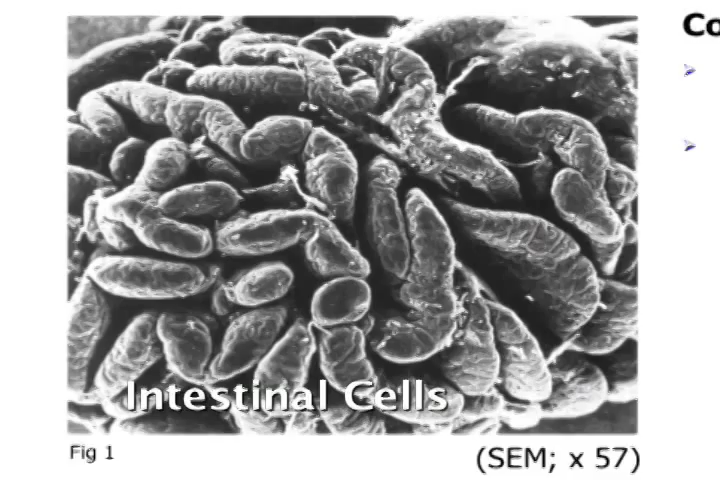 Co
Intestinal Cells
Fig 1
(SEM; x 57)